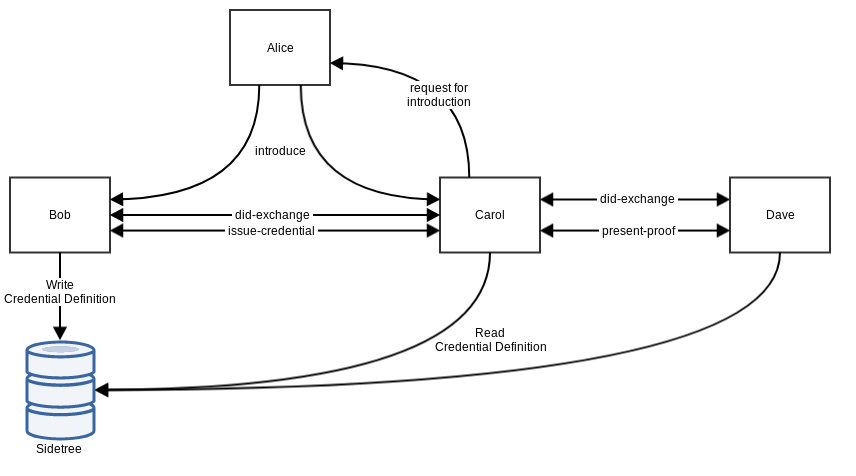 Alice
request for
introduction
introduce
Bob
did-exchange
issue-credential
Carol
did-exchange
present-proof
Dave
Write
Credential Definition
Read
Credential Definition
Sidetree